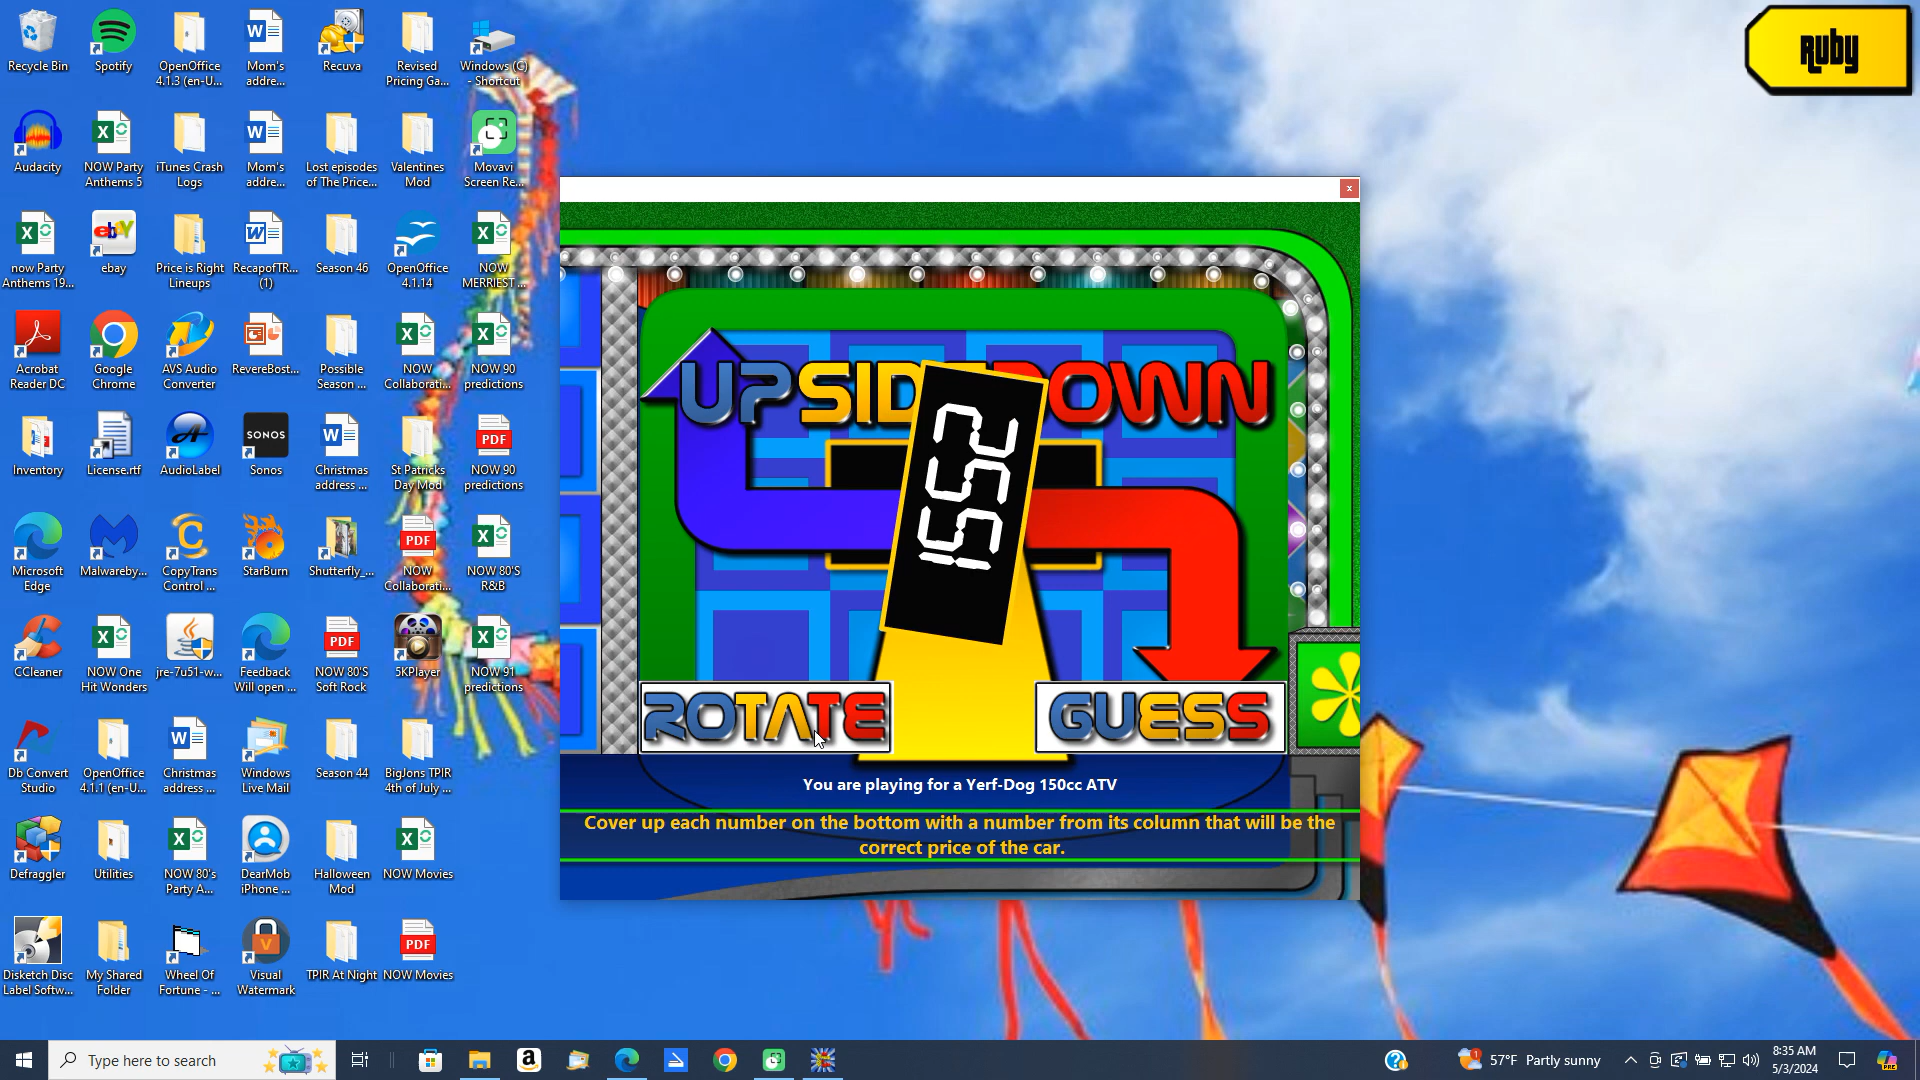 Recycle Bin
Spotify
OpenOffice
4.1.3 (en-U...
Mom's
addre...
Recuva
Revised
Pricing Ga...
Windows (C)
- Shortcut
Audacity
NOW Party
Anthems 5
iTunes Crash
Logs
Mom's
addre...
Lost episodes
of The Price...
Valentines
Mod
Movavi
Screen Re...
now Party
Anthems 19...
ebay
Price is Right
Lineups
RecapofTR...
(1)
Season 46
OpenOffice
4.1.14
NOW
MERRIEST ...
Acrobat
Reader DC
Google
Chrome
AVS Audio
Converter
RevereBost...
Possible
Season ...
NOW
Collaborati...
NOW 90
predictions
Inventory
License.rtf
AudioLabel
SONOS
Sonos
Christmas
address ...
St Patricks
Day Mod
PDF
NOW 90
predictions
Microsoft
Edge
Malwareby...
CopyTrans
Control ...
StarBurn
Shutterfly_...
PDF
NOW
Collaborati...
NOW 80'S
R&B
CCleaner
NOW One
Hit Wonders
jre-7u51-w...
Feedback
Will open ...
PDF
NOW 80'S
Soft Rock
5KPlayer
NOW 91
predictions
Db Convert
Studio
OpenOffice
4.1.1 (en-U...
Christmas
address ...
Windows
Live Mail
Season 44
BigJons TPIR
4th of July ...
Defraggler
Utilities
NOW 80's
Party A...
DearMob
iPhone ...
Halloween
Mod
NOW Movies
Disketch Disc
Label Softw...
My Shared
Folder
Wheel Of
Fortune - ...
Visual
Watermark
TPIR At Night
PDF
NOW Movies
Ruby
x
UPSIDE DOWN
ROTATE
GUESS
You are playing for a Yerf-Dog 150cc ATV
Cover up each number on the bottom with a number from its column that will be the
correct price of the car.
Type here to search
57°F Partly sunny
8:35 AM
5/3/2024